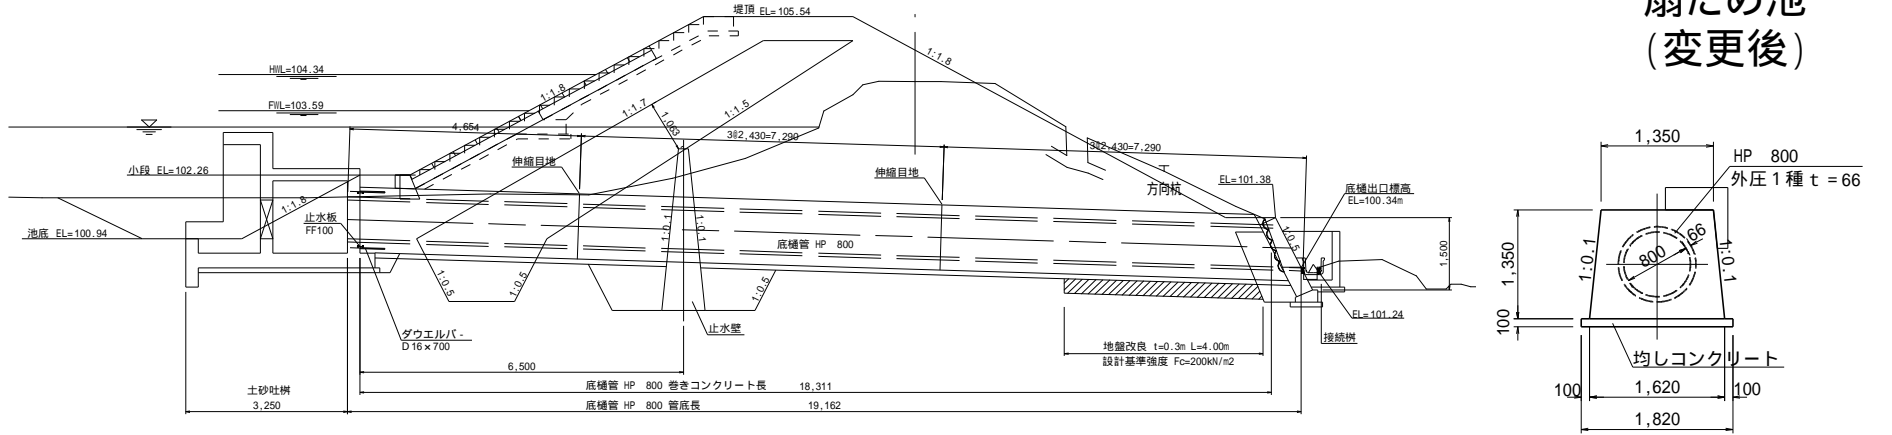 扇ため池
(変更後)
堤頂 EL=105.54
HWL=104.34
FWL=103.59
1:1.8
1:1.8
1:1.7
1:1.5
1,063
4,654
3@2,430=7,290
3@2,430=7,290
小段 EL=102.26
伸縮目地
伸縮目地
方向杭
EL=101.38
底樋出口標高
EL=100.34m
1:1.8
止水板
FF100
池底 EL=100.94
1:0.1
1:0.1
底樋管 HP 800
1:0.5
1,500
1:0.5
1:0.5
1:0.5
ダウエルバ-
D16×700
止水壁
EL=101.24
接続桝
地盤改良 t=0.3m L=4.00m
設計基準強度 Fc=200kN/m2
6,500
底樋管 HP 800 巻きコンクリート長 18,311
土砂吐桝
3,250
底樋管 HP 800 管底長 19,162
1,350
HP 800
外圧1種 t=66
66
800
1:0.1
1:0.1
1,350
100
均しコンクリート
100
1,620
100
1,820